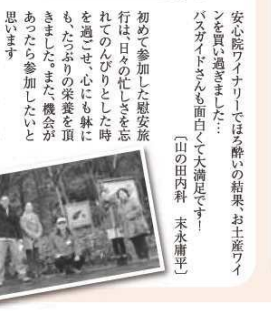 安心院ワイナリーでほろ酔いの結果、お土産ワイ
ンを買い過ぎました…
バスガイドさんも面白くて大満足です！
〔山の田内科　末永庸平〕
初めて参加した慰安旅
行は、日々の忙しさを忘
れてのんびりとした時
を過ごせ、心にも躰に
も、たっぷりの栄養を頂
きました。また、機会が
あったら参加したいと
思います